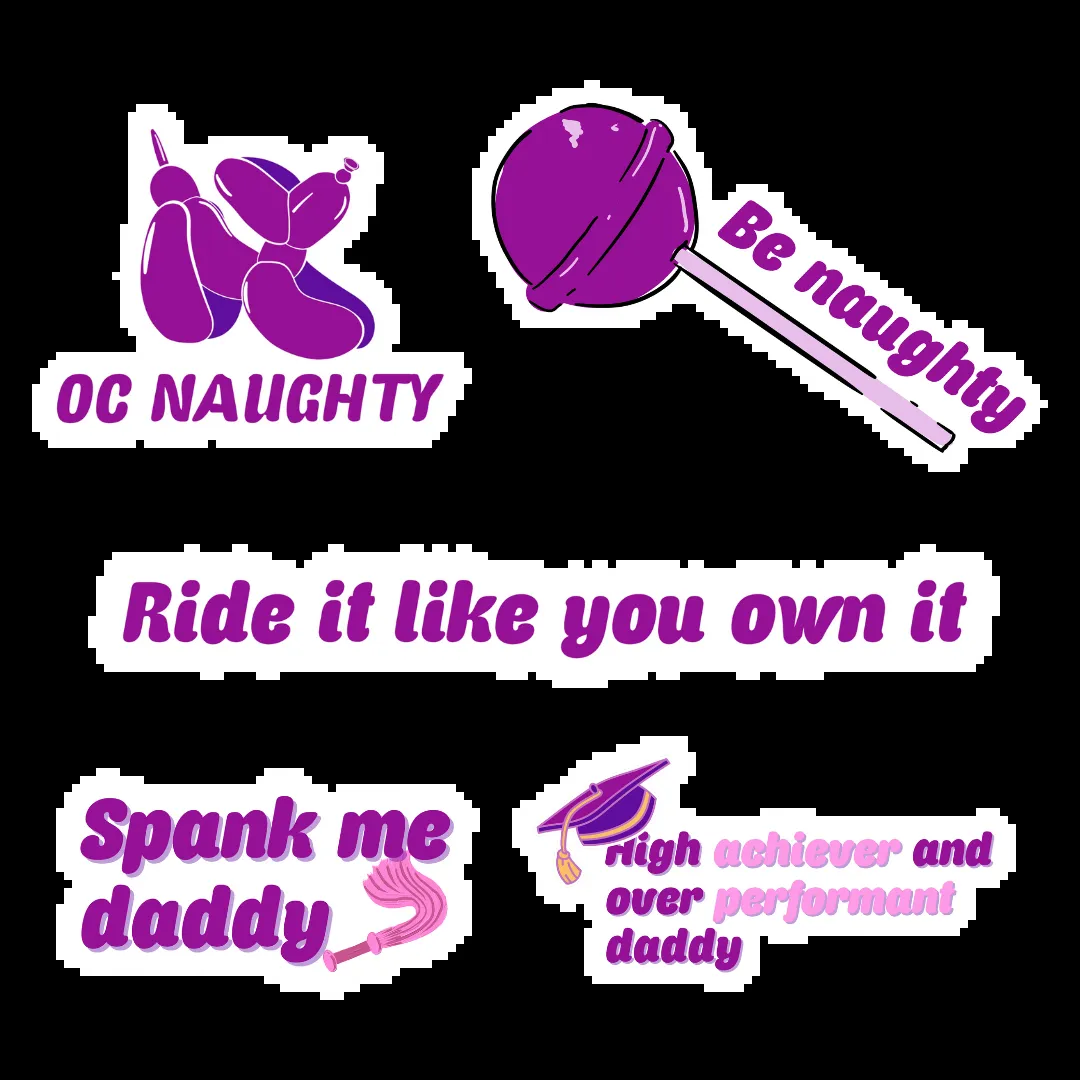 OC NAUGHTY
Be naughty
Ride it like you own it
Spank me
daddy
High achiever and
over performant
daddy